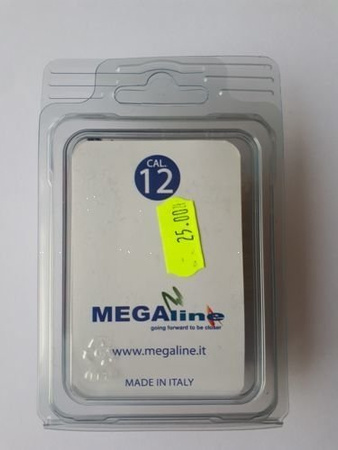 CAL.
12
25.00
MEGAline
going forward to be closer
www.megaline.it
MADE IN ITALY